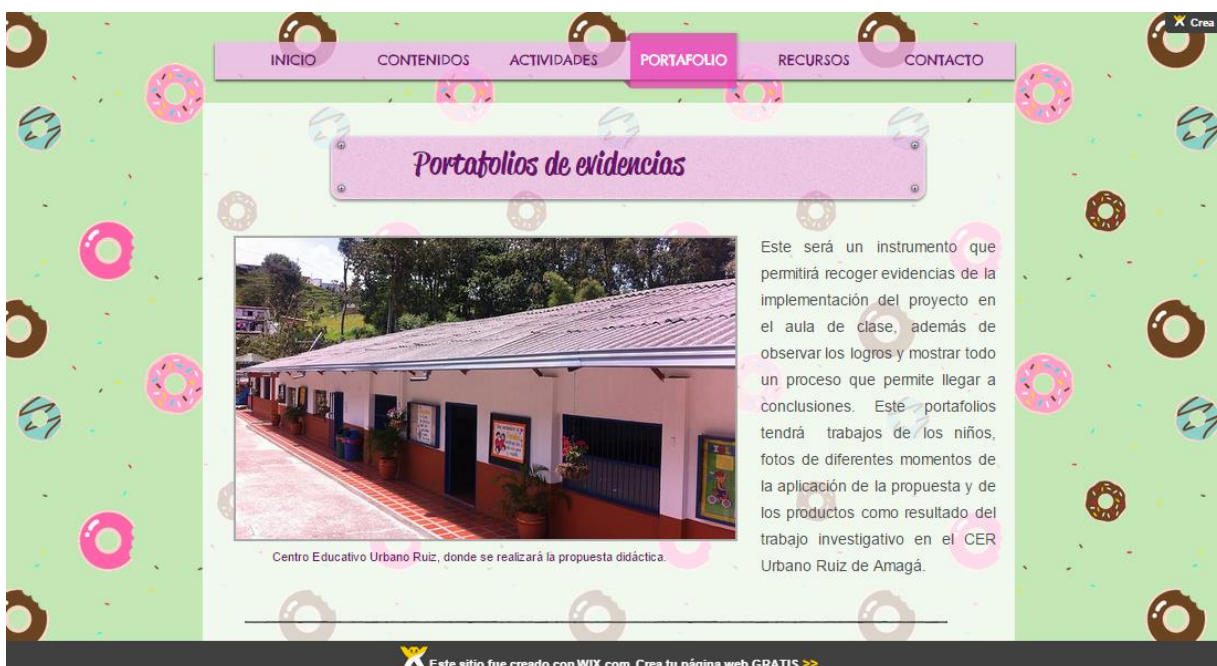 Crea
INICIO CONTENIDOS ACTIVIDADES PORTAFOLIO RECURSOS CONTACTO
Portafolios de evidencias
Este será un instrumento que
permitirá recoger evidencias de la
implementación del proyecto en
el aula de clase, además de
observar los logros y mostrar todo
un proceso que permite llegar a
conclusiones. Este portafolios
tendrá trabajos de los niños,
fotos de diferentes momentos de
la aplicación de la propuesta y de
los productos como resultado del
trabajo investigativo en el CER
Urbano Ruiz de Amagá.
Centro Educativo Urbano Ruiz, donde se realizará la propuesta didáctica.
Este sitio fue creado con WIX.com. Crea tu página web GRATIS >>